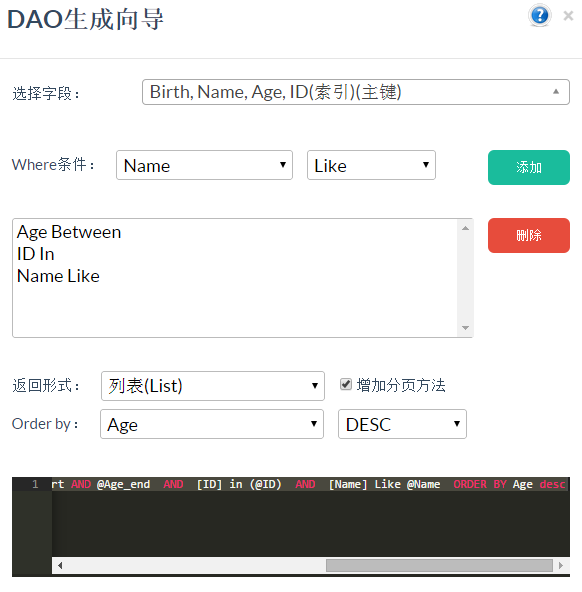 DAO生成向导
?
×
选择字段： Birth, Name, Age, ID(索引)(主键)
Where条件： Name Like 添加
Age Between
ID In
Name Like
删除
返回形式： 列表(List) 增加分页方法
Order by： Age DESC
1 rt AND @Age_end AND [ID] in (@ID) AND [Name] Like @Name ORDER BY Age desc